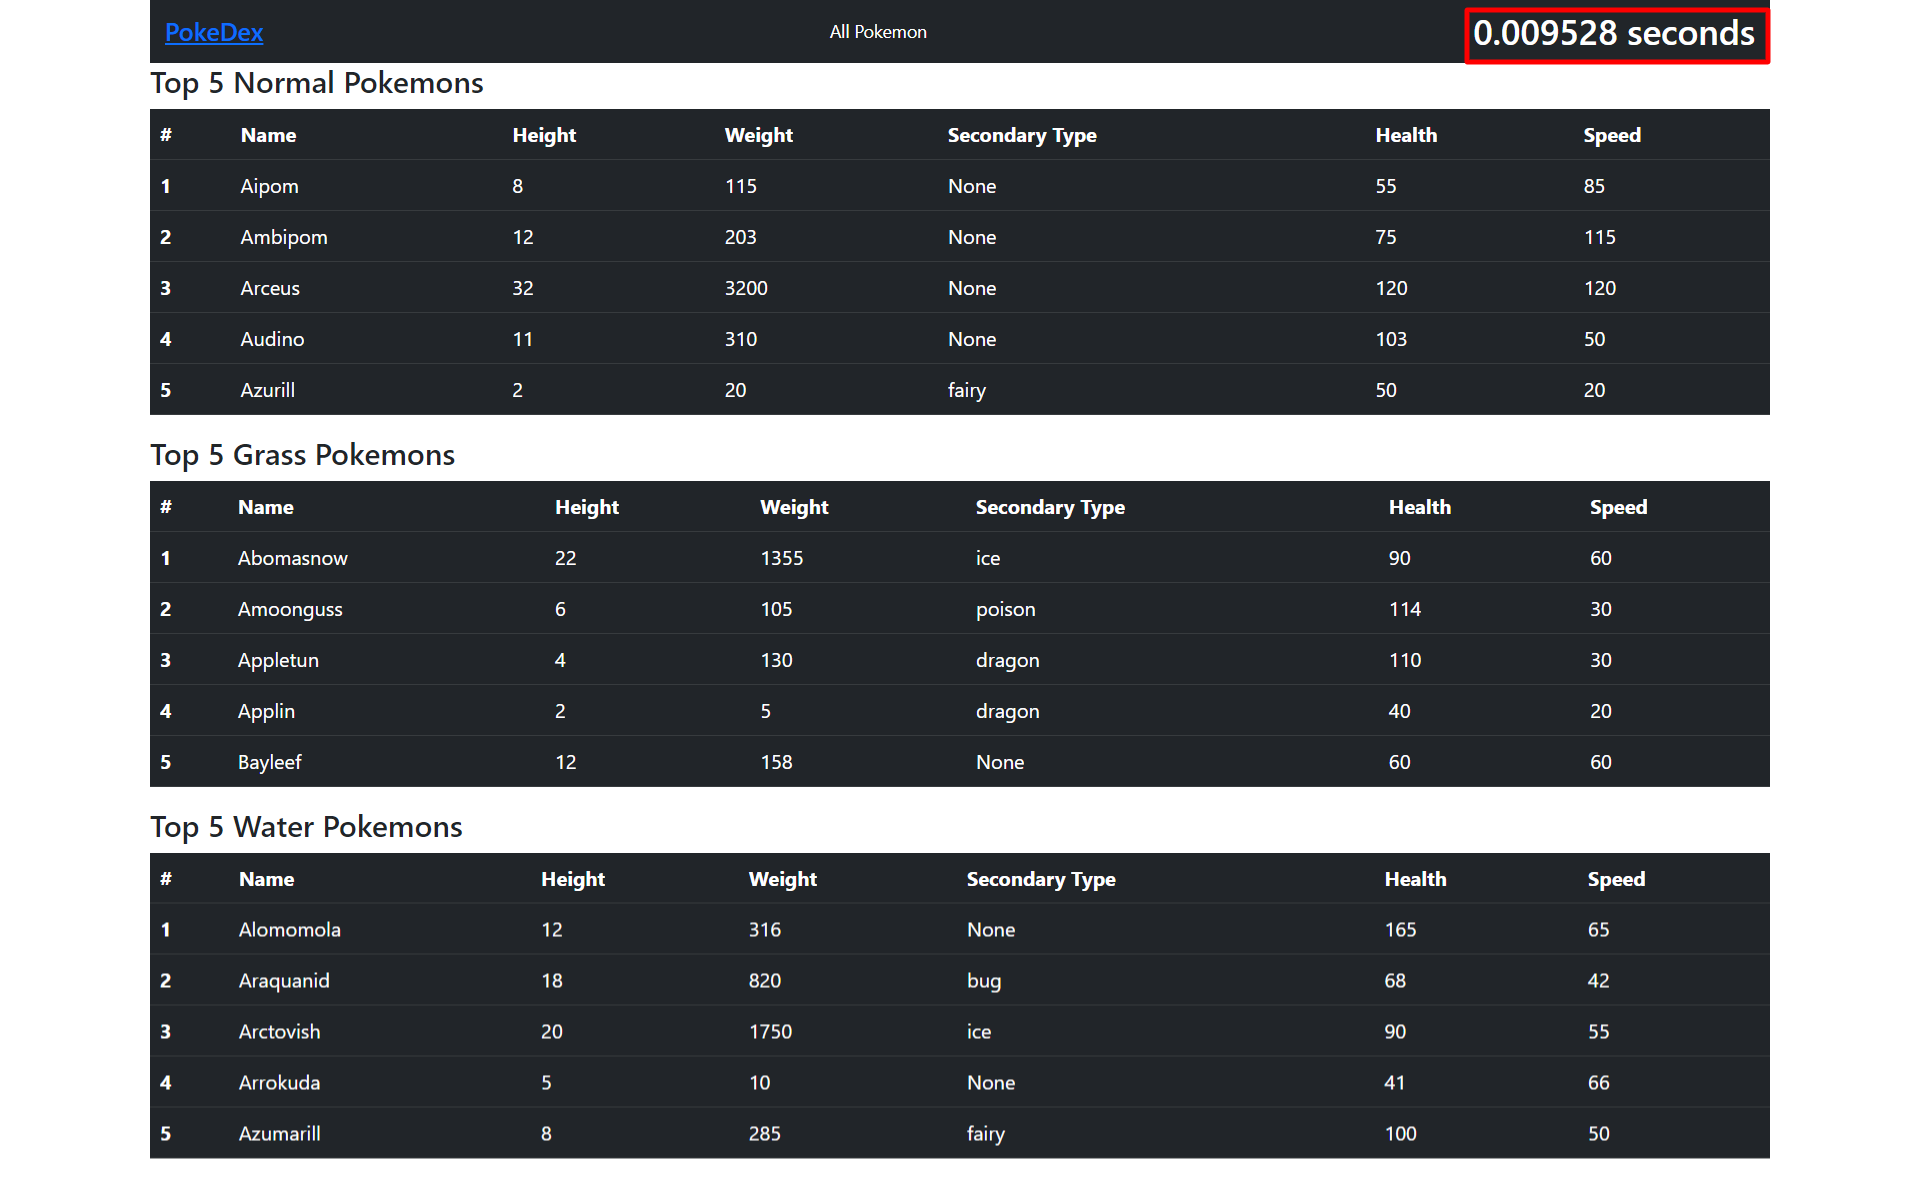 PokeDex All Pokemon 0.009528 seconds
Top 5 Normal Pokemons
# Name Height Weight Secondary Type Health Speed
1 Aipom 8 115 None 55 85
2 Ambipom 12 203 None 75 115
3 Arceus 32 3200 None 120 120
4 Audino 11 310 None 103 50
5 Azurill 2 20 fairy 50 20
Top 5 Grass Pokemons
# Name Height Weight Secondary Type Health Speed
1 Abomasnow 22 1355 ice 90 60
2 Amoonguss 6 105 poison 114 30
3 Appletun 4 130 dragon 110 30
4 Applin 2 5 dragon 40 20
5 Bayleef 12 158 None 60 60
Top 5 Water Pokemons
# Name Height Weight Secondary Type Health Speed
1 Alomomola 12 316 None 165 65
2 Araquanid 18 820 bug 68 42
3 Arctovish 20 1750 ice 90 55
4 Arrokuda 5 10 None 41 66
5 Azumarill 8 285 fairy 100 50